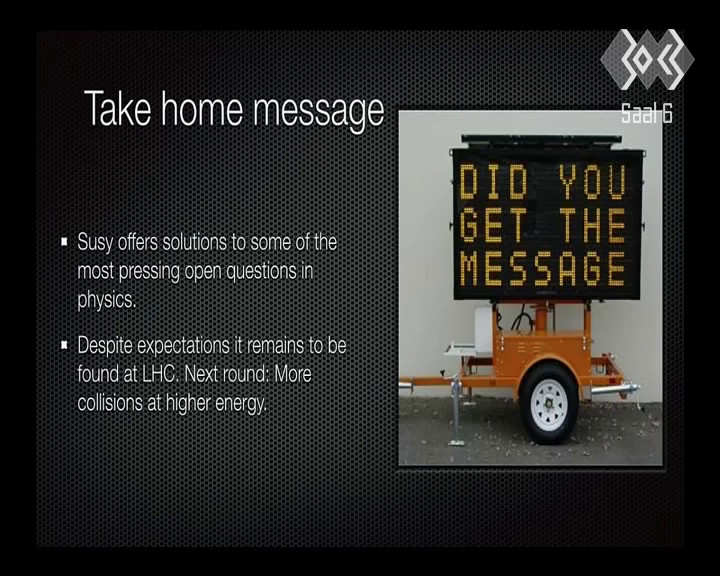 Saal 6
Take home message
Susy offers solutions to some of the
most pressing open questions in
physics.
Despite expectations it remains to be
found at LHC. Next round: More
collisions at higher energy.
DID YOU
GET THE
MESSAGE